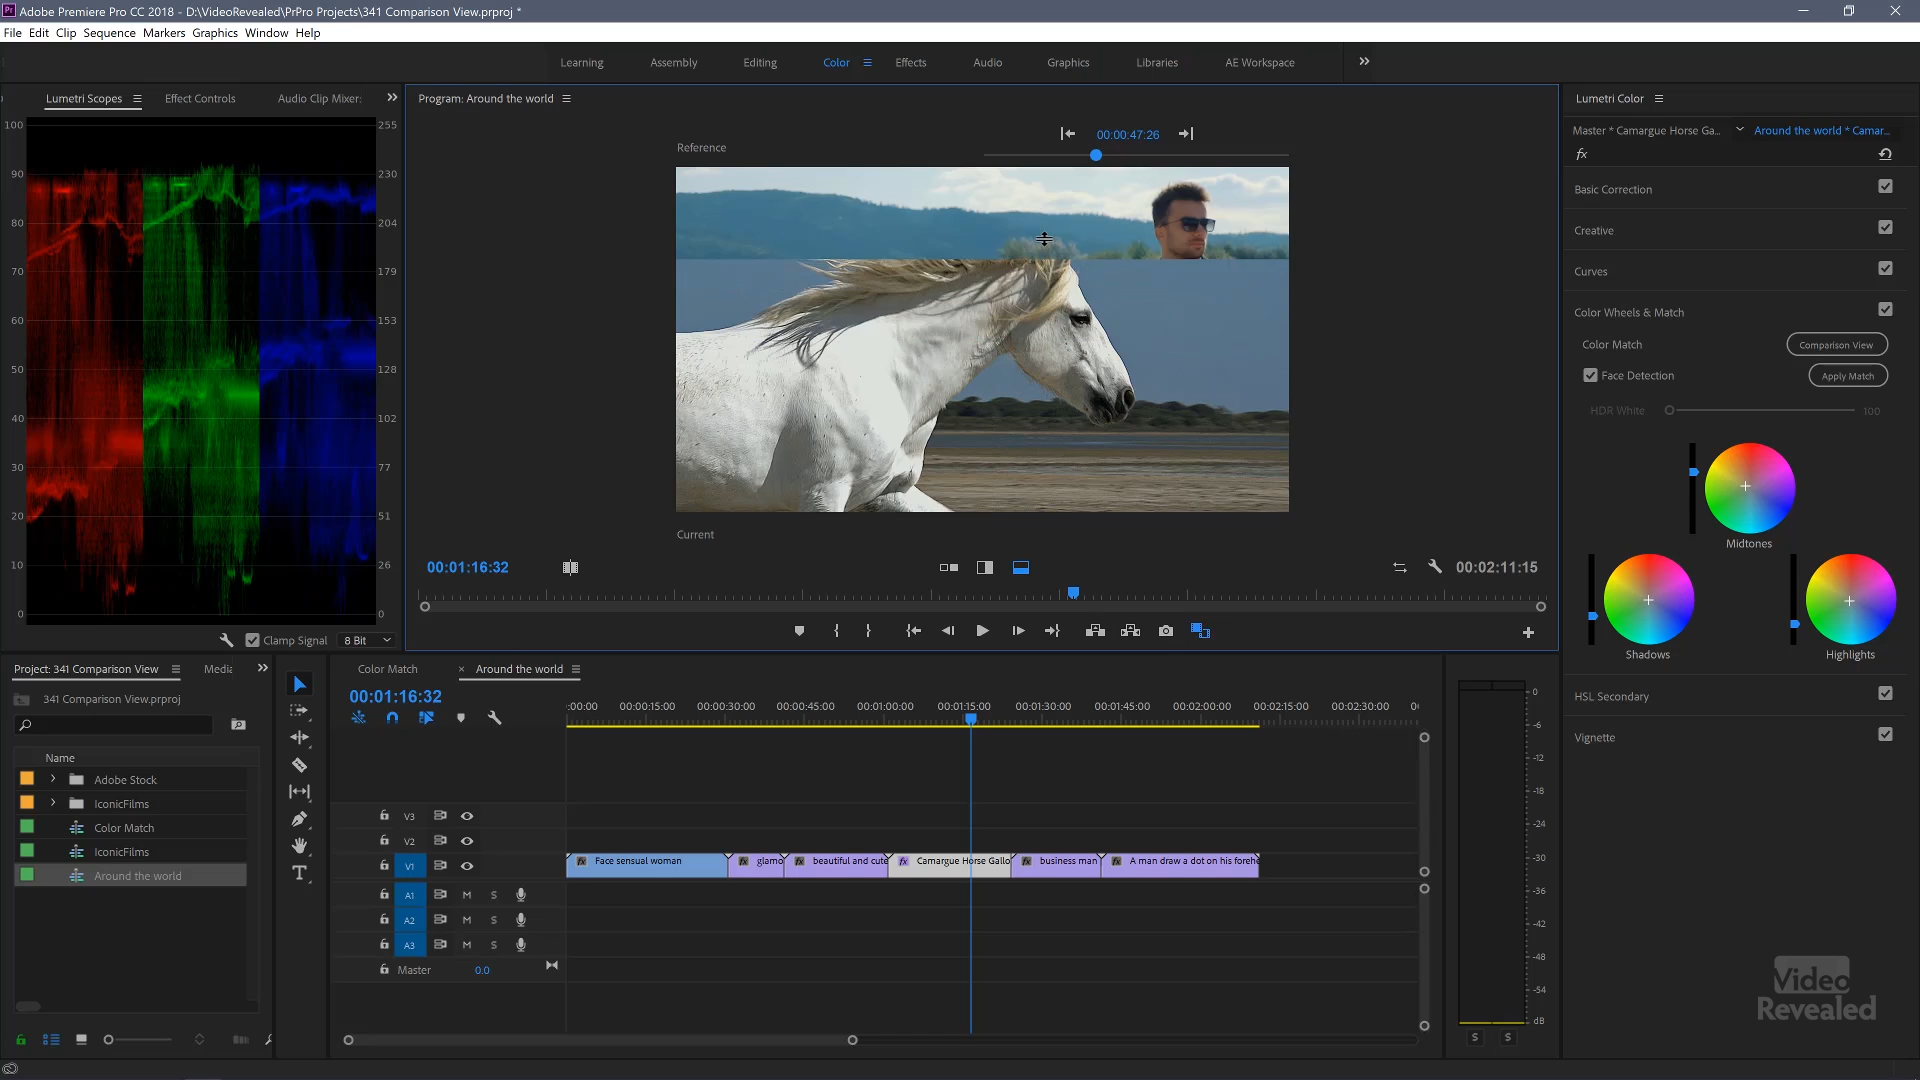 Adobe Premiere Pro CC 2018 - D:\VideoRevealed\PrPro Projects\341 Comparison View.prproj *
File Edit Clip Sequence Markers Graphics Window Help
Learning Assembly Editing Color Effects Audio Graphics Libraries AE Workspace
Lumetri Scopes Effect Controls Audio Clip Mixer:
100 255
90 230
80 204
70 179
60 153
50 128
40 102
30 77
20 51
10 26
0 0
Clamp Signal 8 Bit
Program: Around the world
Reference
00:00:47:26
Current
00:01:16:32
00:02:11:15
Lumetri Color
Master * Camargue Horse Ga... Around the world * Camar...
fx
Basic Correction
Creative
Curves
Color Wheels & Match
Color Match Comparison View
Face Detection Apply Match
HDR White 100
Midtones
Shadows Highlights
HSL Secondary
Vignette
Project: 341 Comparison View Media
341 Comparison View.prproj
Name
Adobe Stock
IconicFilms
Color Match
IconicFilms
Around the world
Color Match × Around the world
00:01:16:32
:00:00 00:00:15:00 00:00:30:00 00:00:45:00 00:01:00:00 00:01:15:00 00:01:30:00 00:01:45:00 00:02:00:00 00:02:15:00 00:02:30:00
V3
V2
V1
fx Face sensual woman fx glamo fx beautiful and cute fx Camargue Horse Gallo fx business man fx A man draw a dot on his forehe
A1 M S
A2 M S
A3 M S
Master 0.0
0
-6
-12
-18
-24
-30
-36
-42
-48
-54
dB
S S
Video
Revealed